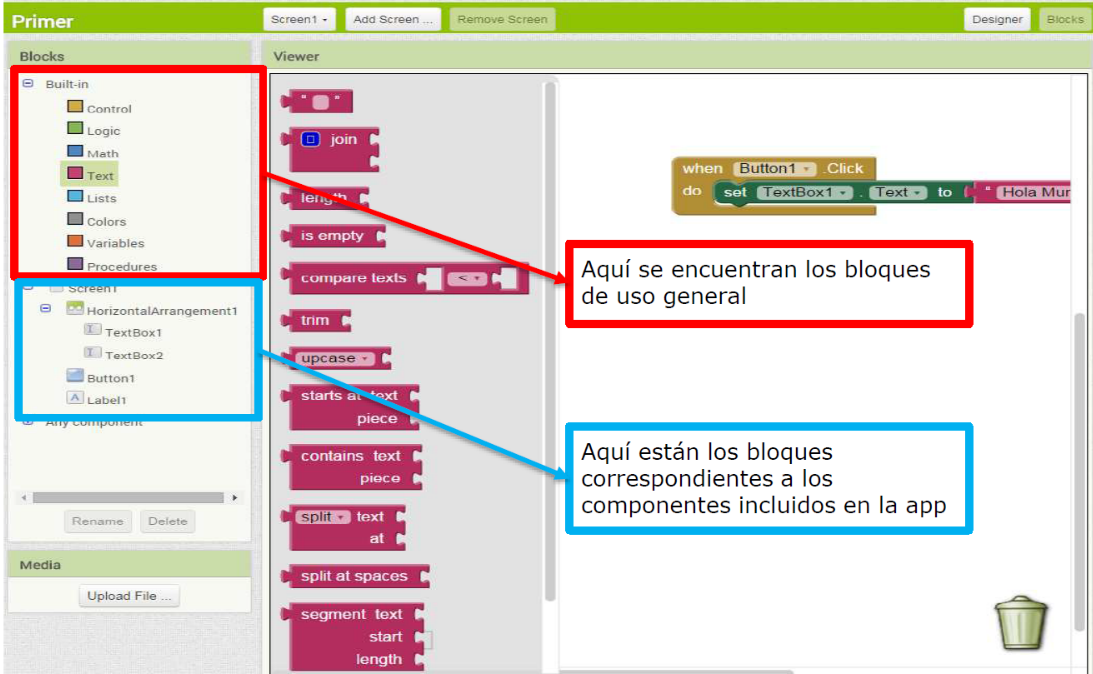 Primer
Screen1
Add Screen ...
Remove Screen
Designer
Blocks
Blocks
Viewer
Built-in
Control
Logic
Math
Text
Lists
Colors
Variables
Procedures
Screen1
HorizontalArrangement1
TextBox1
TextBox2
Button1
Label1
Any component
Rename
Delete
Media
Upload File ...
" "
join
length
is empty
compare texts <
trim
upcase
starts at text
piece
contains text
piece
split text
at
split at spaces
segment text
start
length
when Button1 .Click
do set TextBox1 . Text to " Hola Mun
Aquí se encuentran los bloques
de uso general
Aquí están los bloques
correspondientes a los
componentes incluidos en la app